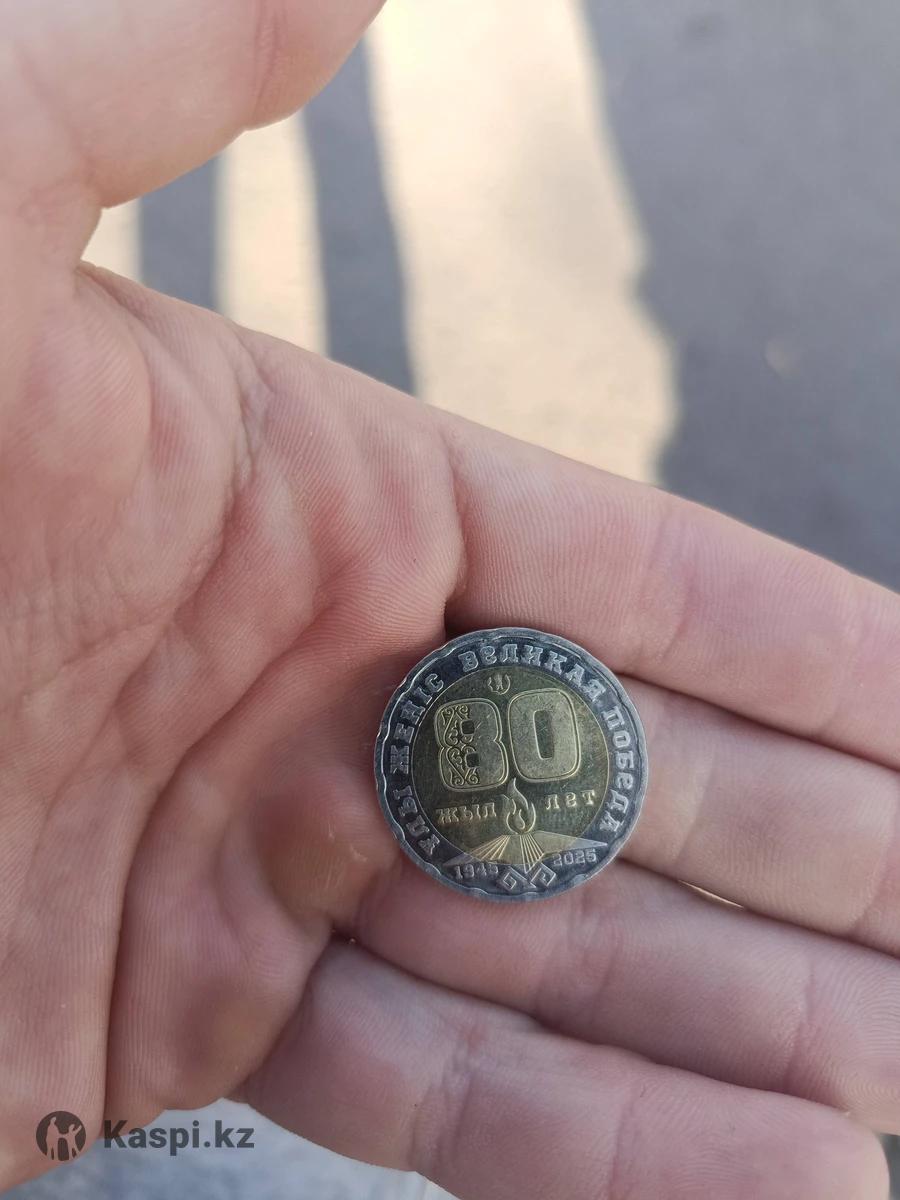 ҰЛЫ ЖЕҢІС ВЕЛИКАЯ ПОБЕДА
80
ЖЫЛ ЛЕТ
1945 2025
Kaspi.kz